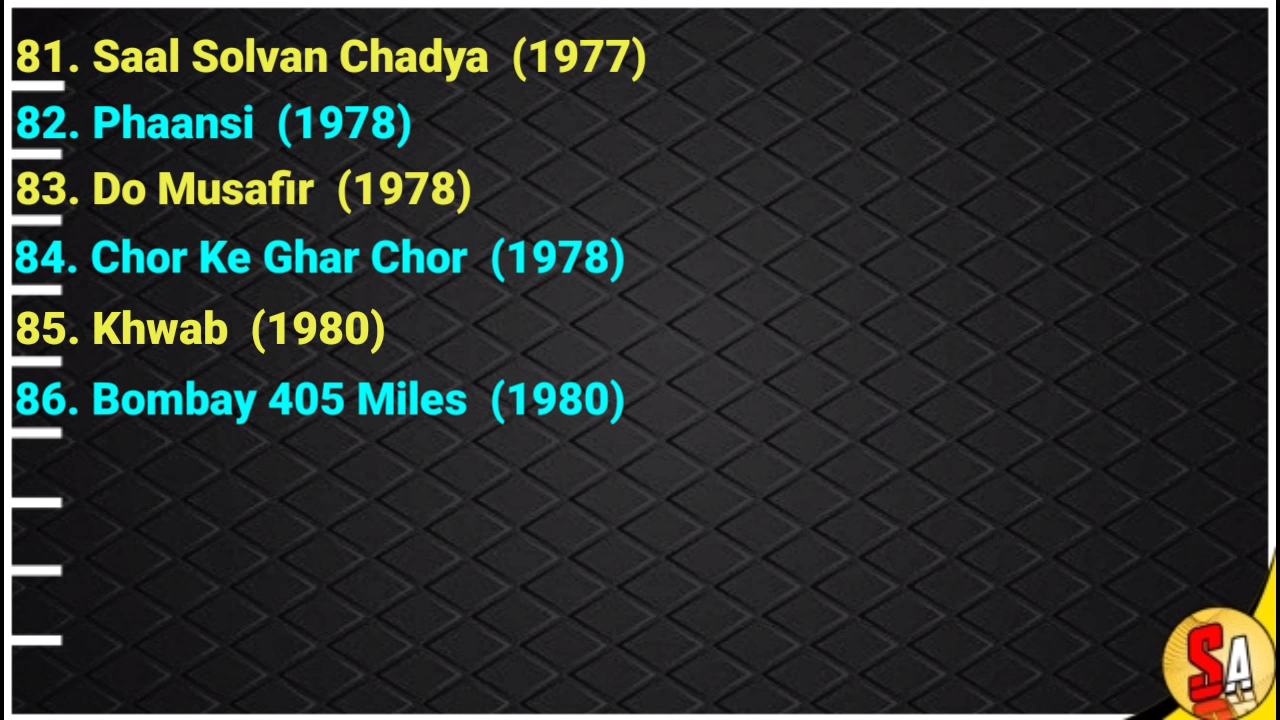 81. Saal Solvan Chadya (1977)
82. Phaansi (1978)
83. Do Musafir (1978)
84. Chor Ke Ghar Chor (1978)
85. Khwab (1980)
86. Bombay 405 Miles (1980)
SA